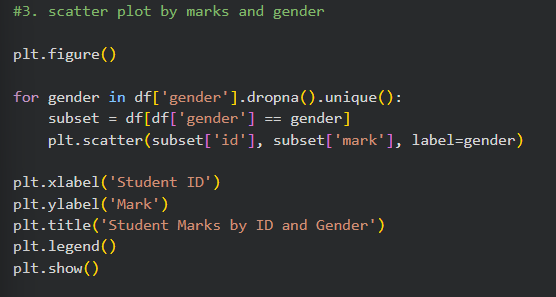 #3. scatter plot by marks and gender
plt.figure()
for gender in df['gender'].dropna().unique():
    subset = df[df['gender'] == gender]
    plt.scatter(subset['id'], subset['mark'], label=gender)
plt.xlabel('Student ID')
plt.ylabel('Mark')
plt.title('Student Marks by ID and Gender')
plt.legend()
plt.show()